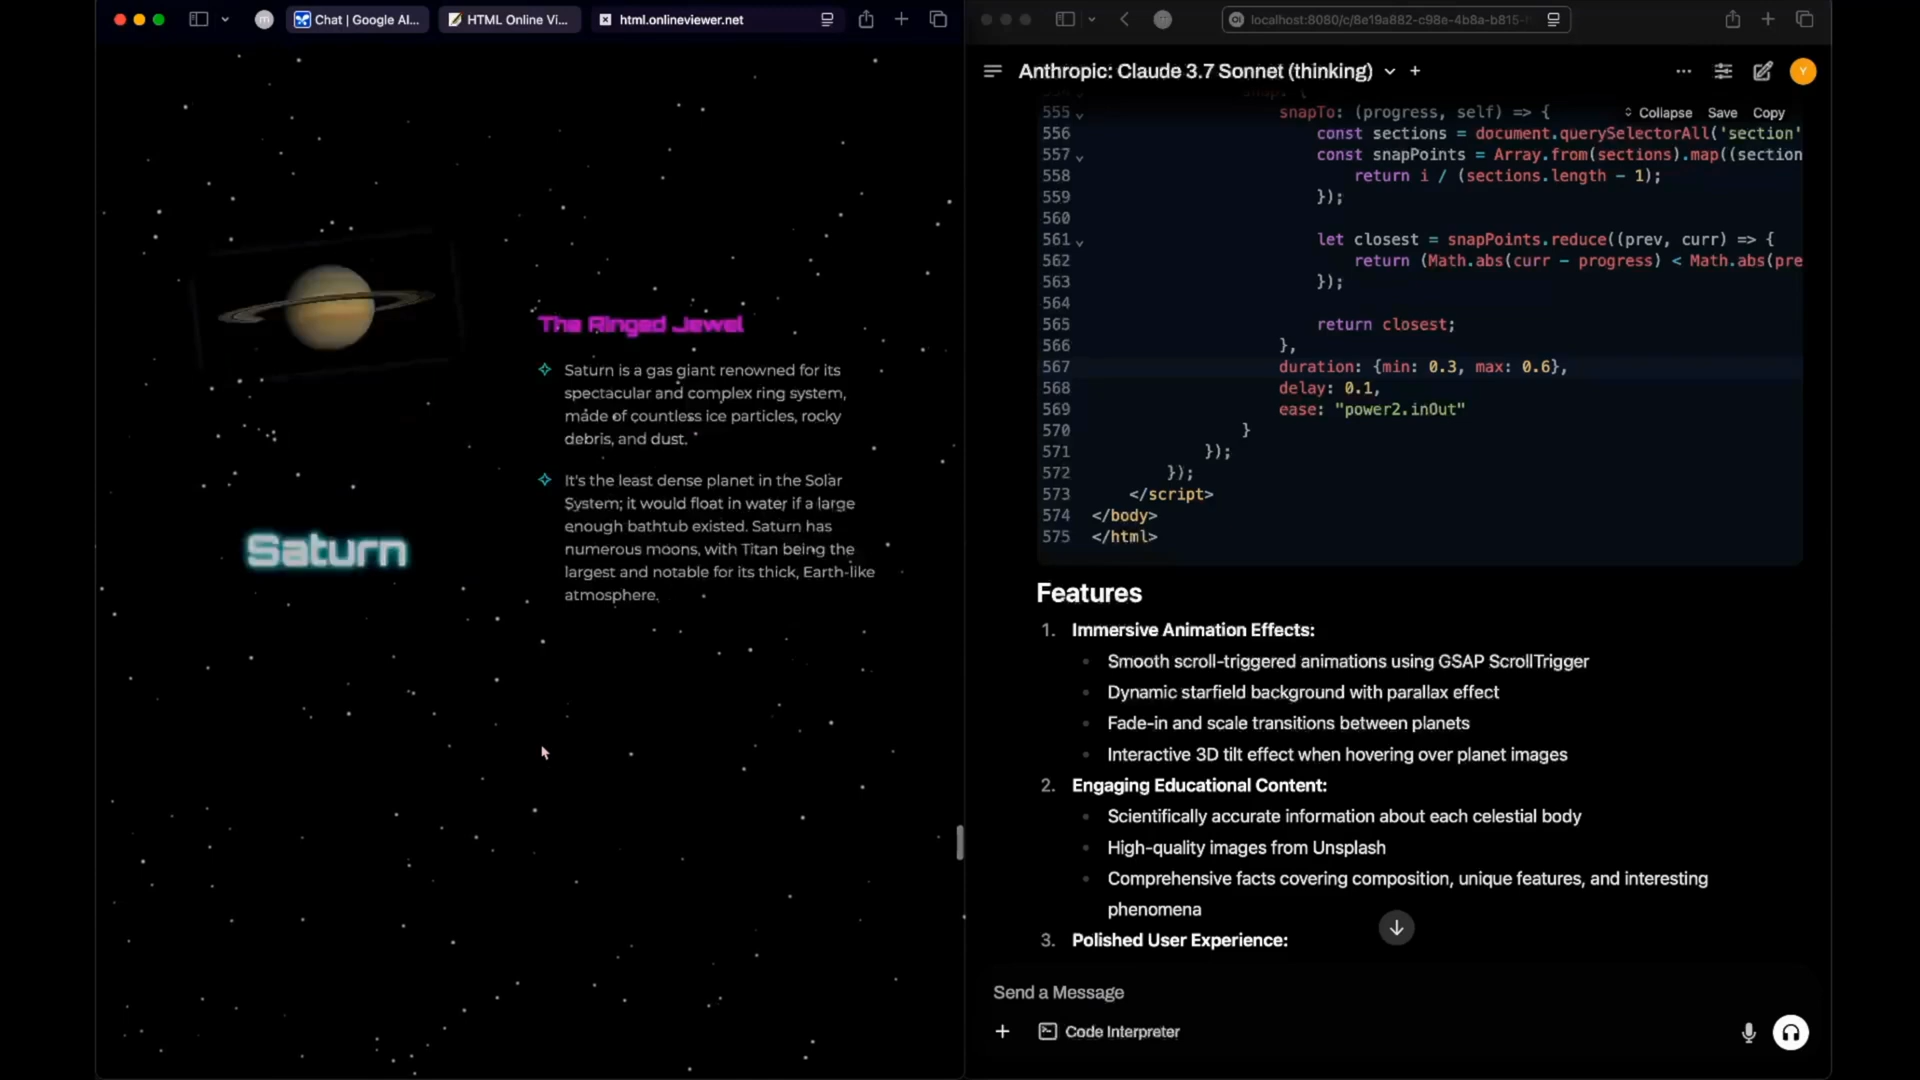 Chat | Google AI...
HTML Online Vi...
html.onlineviewer.net
The Ringed Jewel
Saturn is a gas giant renowned for its
spectacular and complex ring system,
made of countless ice particles, rocky
debris, and dust.
It's the least dense planet in the Solar
System; it would float in water if a large
enough bathtub existed. Saturn has
numerous moons, with Titan being the
largest and notable for its thick, Earth-like
atmosphere.
Saturn
localhost:8080/c/8e19a882-c98e-4b8a-b815-
Anthropic: Claude 3.7 Sonnet (thinking)
Y
Collapse Save Copy
555 snapTo: (progress, self) => {
556 const sections = document.querySelectorAll('section'
557 const snapPoints = Array.from(sections).map((section
558 return i / (sections.length - 1);
559 });
560
561 let closest = snapPoints.reduce((prev, curr) => {
562 return (Math.abs(curr - progress) < Math.abs(pre
563 });
564
565 return closest;
566 },
567 duration: {min: 0.3, max: 0.6},
568 delay: 0.1,
569 ease: "power2.inOut"
570 }
571 });
572 });
573 </script>
574 </body>
575 </html>
Features
1. Immersive Animation Effects:
Smooth scroll-triggered animations using GSAP ScrollTrigger
Dynamic starfield background with parallax effect
Fade-in and scale transitions between planets
Interactive 3D tilt effect when hovering over planet images
2. Engaging Educational Content:
Scientifically accurate information about each celestial body
High-quality images from Unsplash
Comprehensive facts covering composition, unique features, and interesting
phenomena
3. Polished User Experience:
Send a Message
Code Interpreter